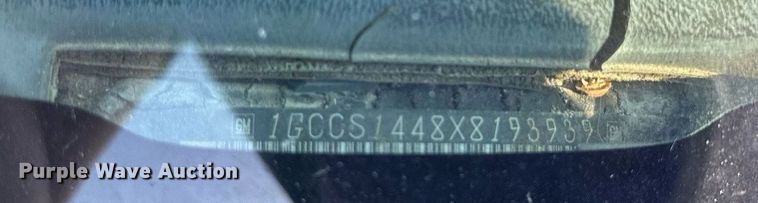 GM 1GCCS1448X8193939
Purple Wave Auction